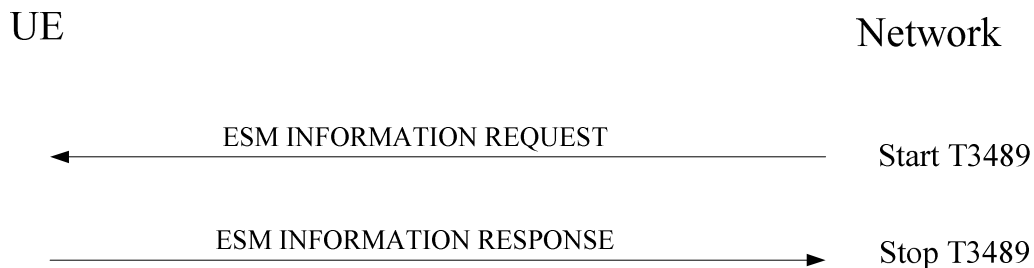 UE
Network
ESM INFORMATION REQUEST
Start T3489
ESM INFORMATION RESPONSE
Stop T3489